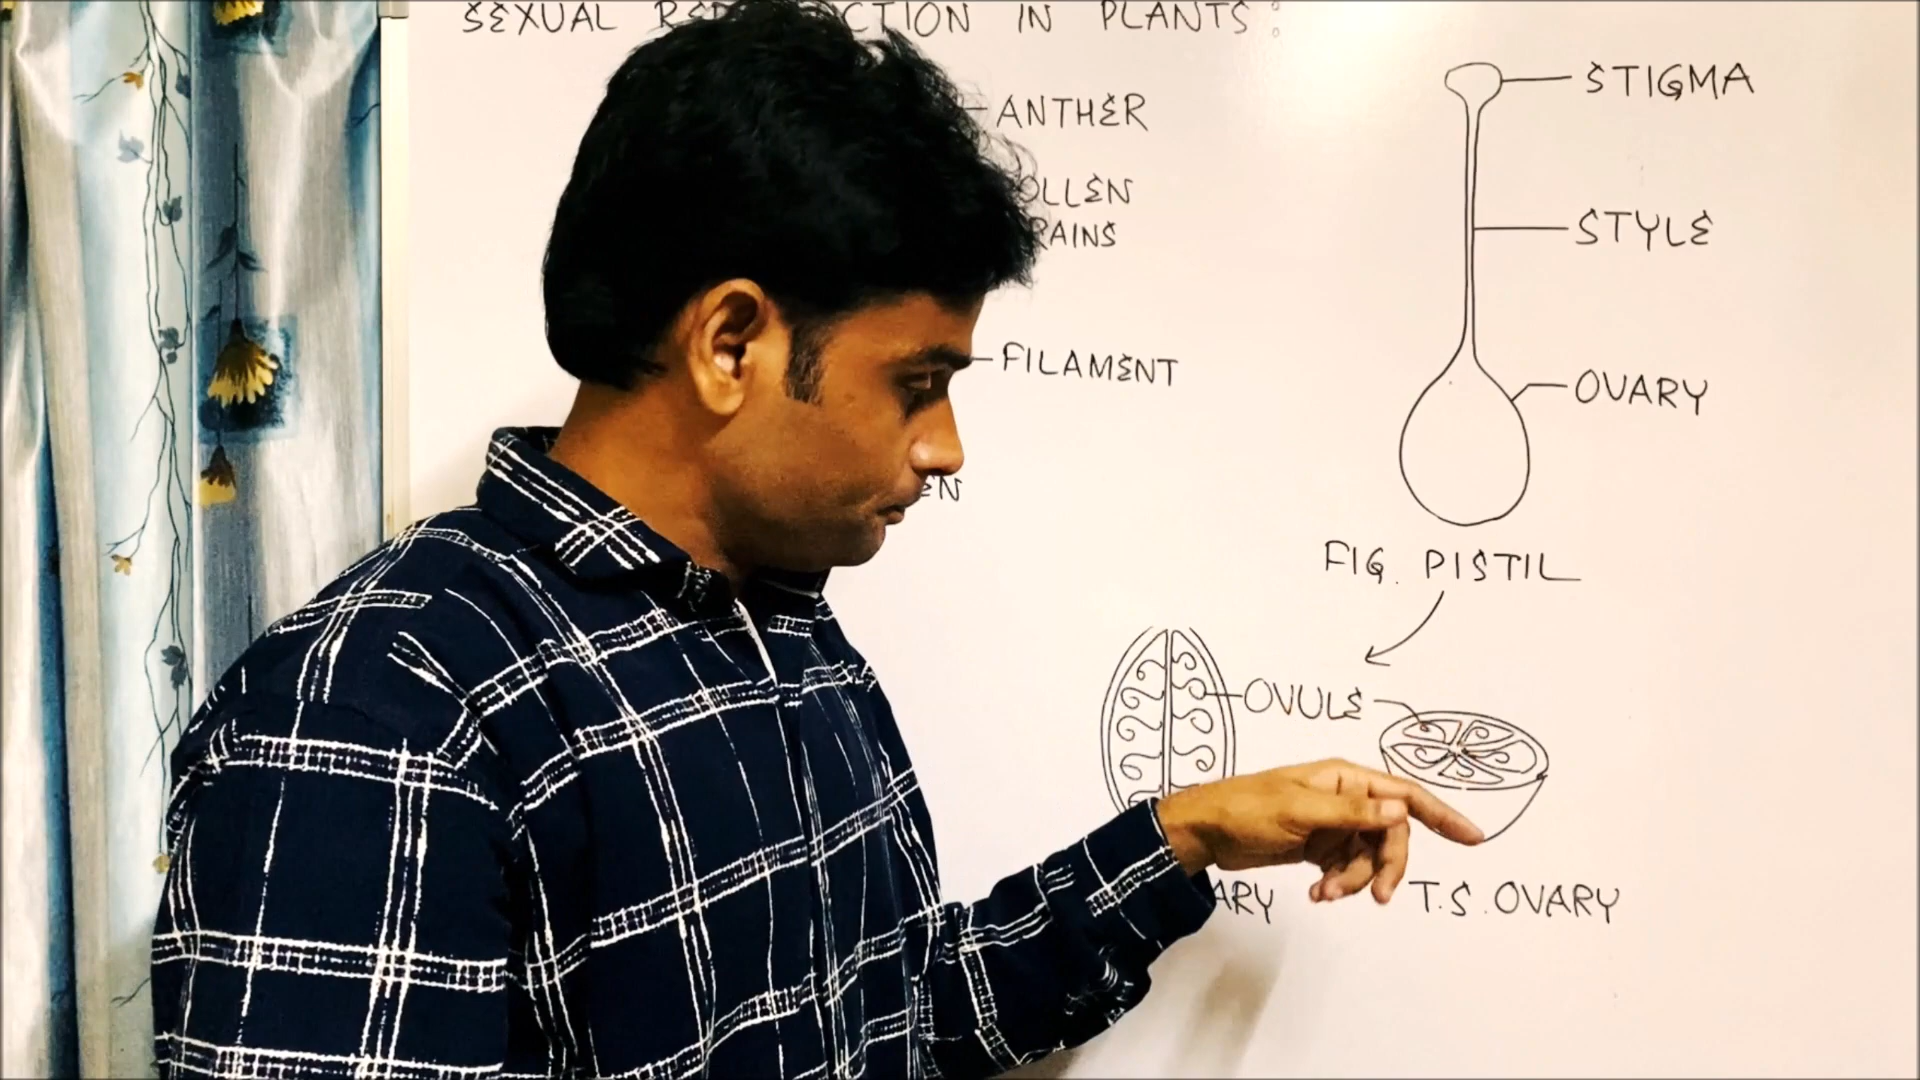 SEXUAL IN PLANTS:
ANTHER
FILAMENT
STIGMA
STYLE
OVARY
FIG. PISTIL
OVULE
T.S. OVARY